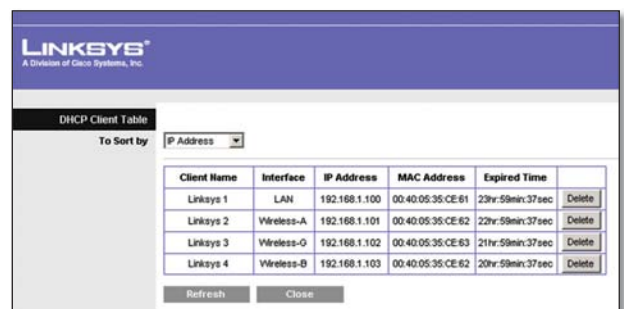 LINKSYS®
A Division of Cisco Systems, Inc.
DHCP Client Table
To Sort by IP Address
Client Name Interface IP Address MAC Address Expired Time
Linksys 1 LAN 192.168.1.100 00:40:05:35:CE:61 23hr:59min:37sec Delete
Linksys 2 Wireless-A 192.168.1.101 00:40:05:35:CE:62 22hr:59min:37sec Delete
Linksys 3 Wireless-G 192.168.1.102 00:40:05:35:CE:63 21hr:59min:37sec Delete
Linksys 4 Wireless-B 192.168.1.103 00:40:05:35:CE:62 20hr:59min:37sec Delete
Refresh Close